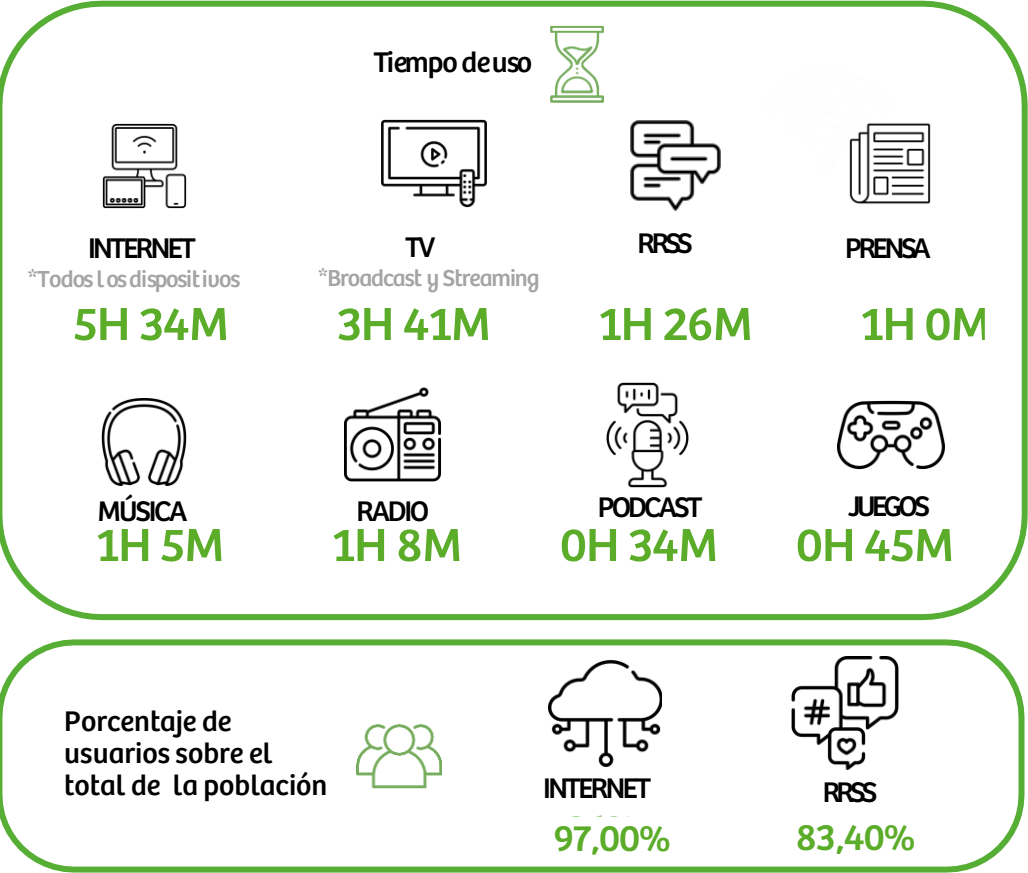 Tiempo de uso
INTERNET
*Todos los dispositivos
5H 34M
TV
*Broadcast y Streaming
3H 41M
RRSS
1H 26M
PRENSA
1H 0M
MÚSICA
1H 5M
RADIO
1H 8M
PODCAST
0H 34M
JUEGOS
0H 45M
Porcentaje de
usuarios sobre el
total de la población
INTERNET
97,00%
#
RRSS
83,40%